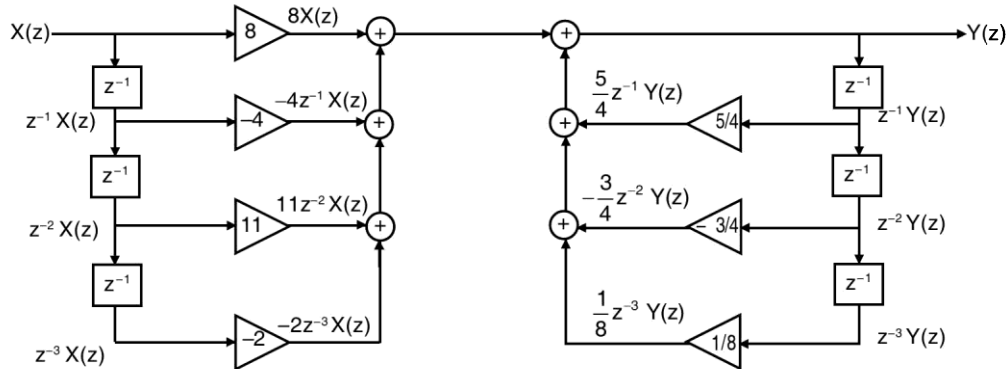 X(z) 8 8X(z) + + Y(z)
z⁻¹ −4z⁻¹ X(z) 5/4 z⁻¹ Y(z) z⁻¹
z⁻¹ X(z) −4 + + 5/4 z⁻¹ Y(z)
z⁻¹ 11z⁻² X(z) −3/4 z⁻² Y(z) z⁻¹
z⁻² X(z) 11 + + − 3/4 z⁻² Y(z)
z⁻¹ 1/8 z⁻³ Y(z) z⁻¹
z⁻³ X(z) −2 −2z⁻³ X(z) 1/8 z⁻³ Y(z)